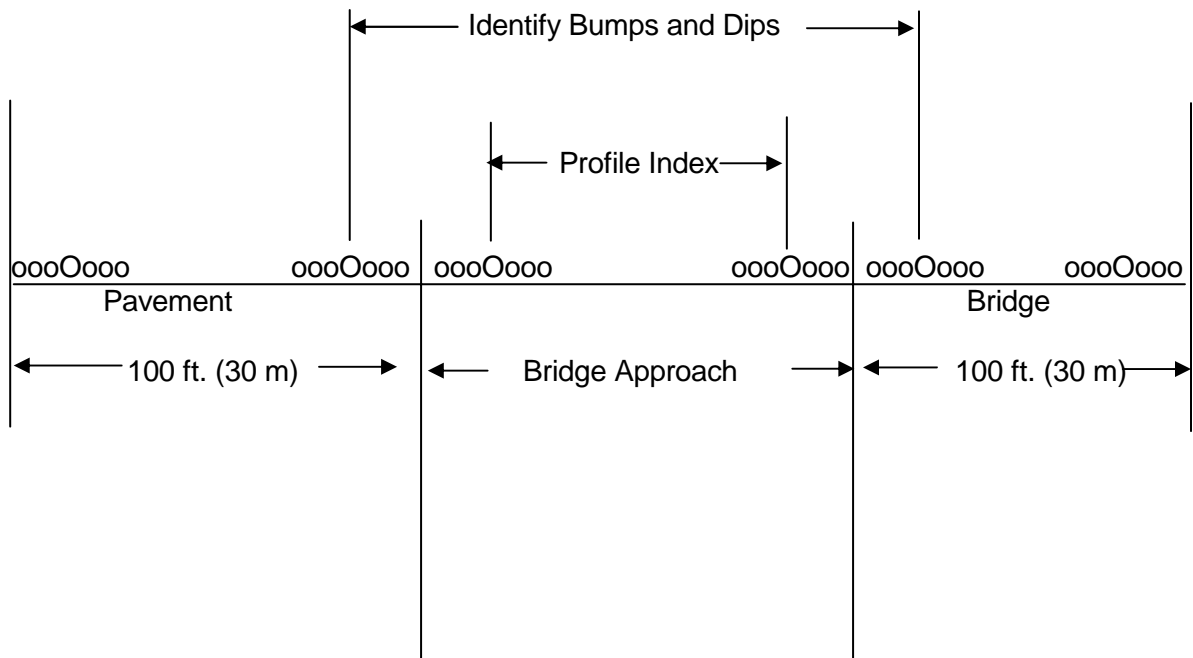 Identify Bumps and Dips
Profile Index
oooOooo oooOooo oooOooo oooOooo oooOooo oooOooo
Pavement Bridge
100 ft. (30 m) Bridge Approach 100 ft. (30 m)